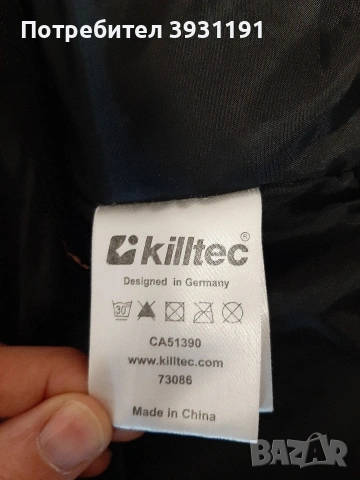 Потребител 3931191
killtec®
Designed in Germany
30°
CA51390
www.killtec.com
73086
Made in China
BAZAR